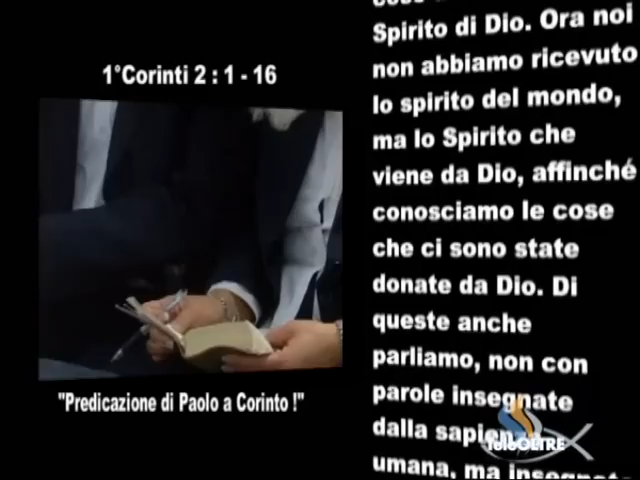 1°Corinti 2 : 1 - 16
"Predicazione di Paolo a Corinto !"
Spirito di Dio. Ora noi
non abbiamo ricevuto
lo spirito del mondo,
ma lo Spirito che
viene da Dio, affinché
conosciamo le cose
che ci sono state
donate da Dio. Di
queste anche
parliamo, non con
parole insegnate
dalla sapien
umana, ma
TeleOLTRE